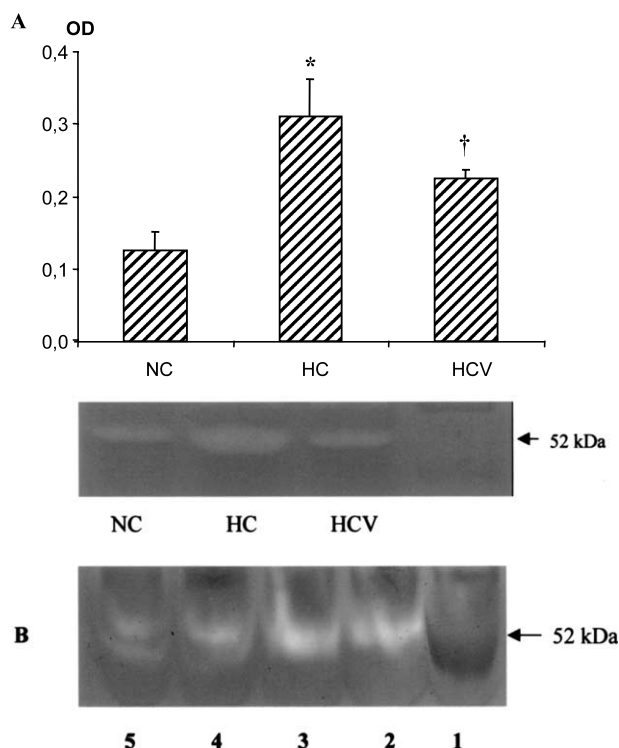 A
OD
0,4
*
†
0,3
0,2
0,1
0,0
NC HC HCV
52 kDa
NC HC HCV
B
52 kDa
5 4 3 2 1